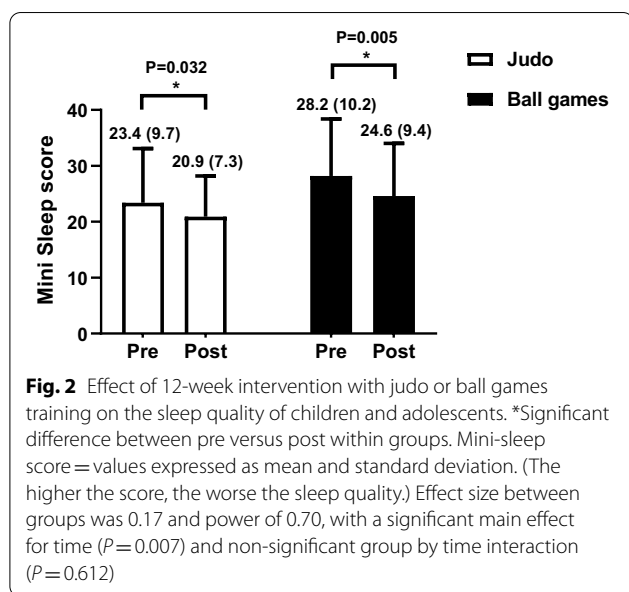 P=0.005
P=0.032
*
*
Judo
Ball games
Mini Sleep score
40
30
20
10
0
23.4 (9.7)
20.9 (7.3)
28.2 (10.2)
24.6 (9.4)
Pre Post Pre Post
Fig. 2 Effect of 12-week intervention with judo or ball games
training on the sleep quality of children and adolescents. *Significant
difference between pre versus post within groups. Mini-sleep
score = values expressed as mean and standard deviation. (The
higher the score, the worse the sleep quality.) Effect size between
groups was 0.17 and power of 0.70, with a significant main effect
for time (P = 0.007) and non-significant group by time interaction
(P = 0.612)